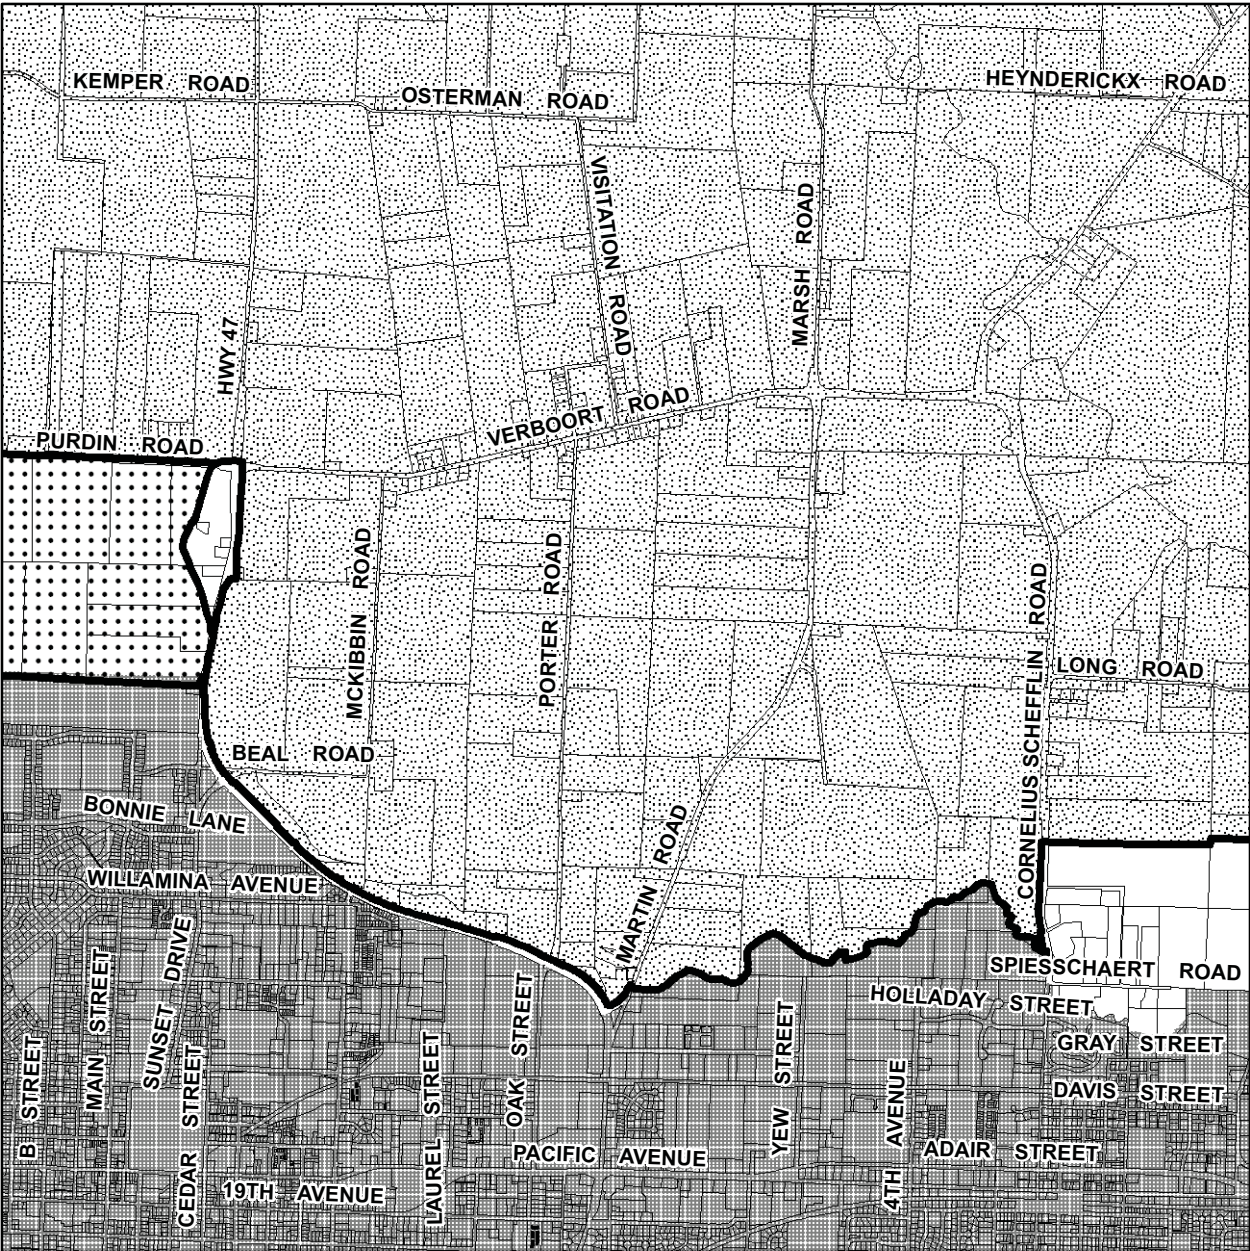 KEMPER ROAD
OSTERMAN ROAD
HEYNDERICKX ROAD
VISITATION ROAD
MARSH ROAD
HWY 47
VERBOORT ROAD
PURDIN ROAD
MCKIBBIN ROAD
PORTER ROAD
CORNELIUS SCHEFFLIN ROAD
LONG ROAD
BEAL ROAD
BONNIE LANE
MARTIN ROAD
WILLAMINA AVENUE
SPIESSCHAERT ROAD
HOLLADAY STREET
GRAY STREET
DAVIS STREET
B STREET
MAIN STREET
SUNSET DRIVE
CEDAR STREET
LAUREL STREET
OAK STREET
YEW STREET
4TH AVENUE
ADAIR STREET
PACIFIC AVENUE
19TH AVENUE